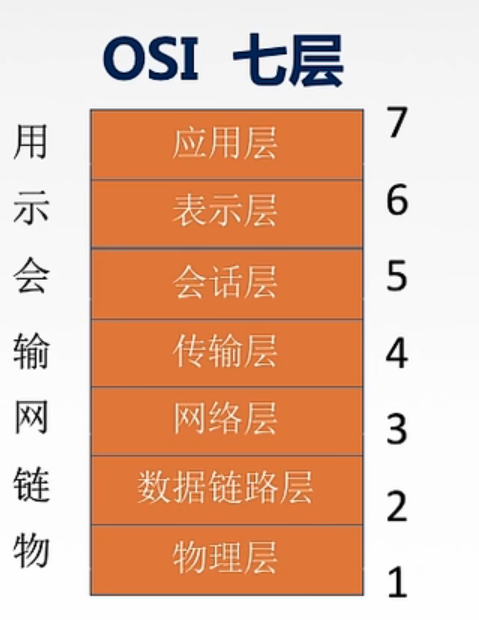 OSI 七层
用 应用层 7
示 表示层 6
会 会话层 5
输 传输层 4
网 网络层 3
链 数据链路层 2
物 物理层 1